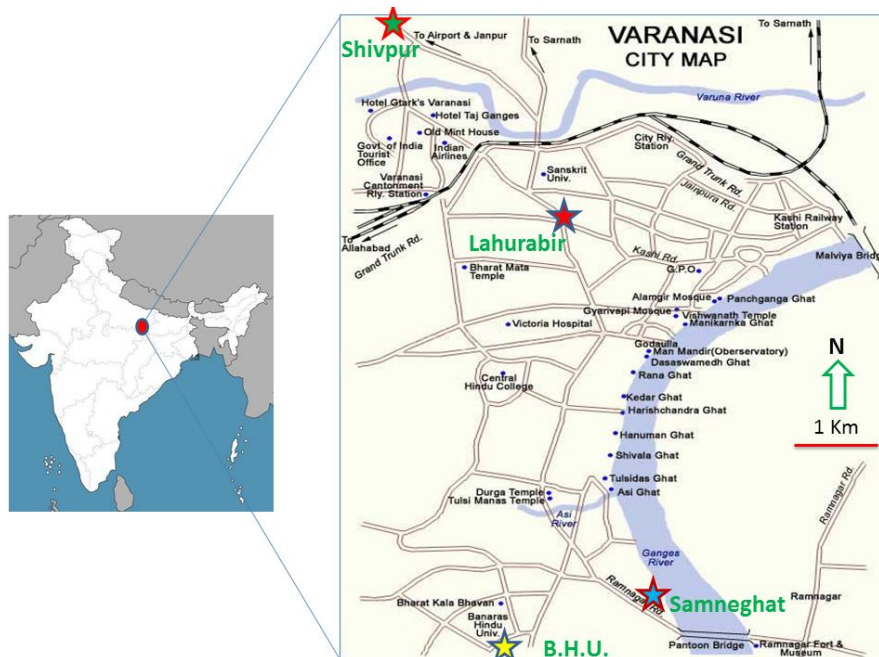 Shivpur
To Airport & Janpur
To Sarnath
VARANASI
CITY MAP
To Sarnath
Varuna River
Hotel Gtark's Varanasi
Hotel Taj Ganges
Old Mint House
Govt. of India
Tourist
Office
Indian
Airlines
City Rly.
Station
Grand Trunk Rd.
Sanskrit
Univ.
Jainpura Rd.
Varanasi
Cantonment
Rly. Station
Kashi Railway
Station
Lahurabir
To
Allahabad
Grand Trunk Rd.
Kashi Rd.
Malviya Bridge
Bharat Mata
Temple
G.P.O
Alamgir Mosque
Panchganga Ghat
Gyarivapi Mosque
Vishwanath Temple
Manikarnka Ghat
Victoria Hospital
Godaulla
Man Mandir(Oberservatory)
Dasaswamedh Ghat
N
Central
Hindu College
Rana Ghat
Kedar Ghat
Harishchandra Ghat
1 Km
Hanuman Ghat
Shivala Ghat
Tulsidas Ghat
Asi Ghat
Durga Temple
Tulsi Manas Temple
Asi
River
Ramnagar Rd.
Ganges
River
Ramnagar Rd.
Samneghat
Ramnagar
Bharat Kala Bhavan
Banaras
Hindu
Univ.
B.H.U.
Pantoon Bridge
Ramnagar Fort &
Museum